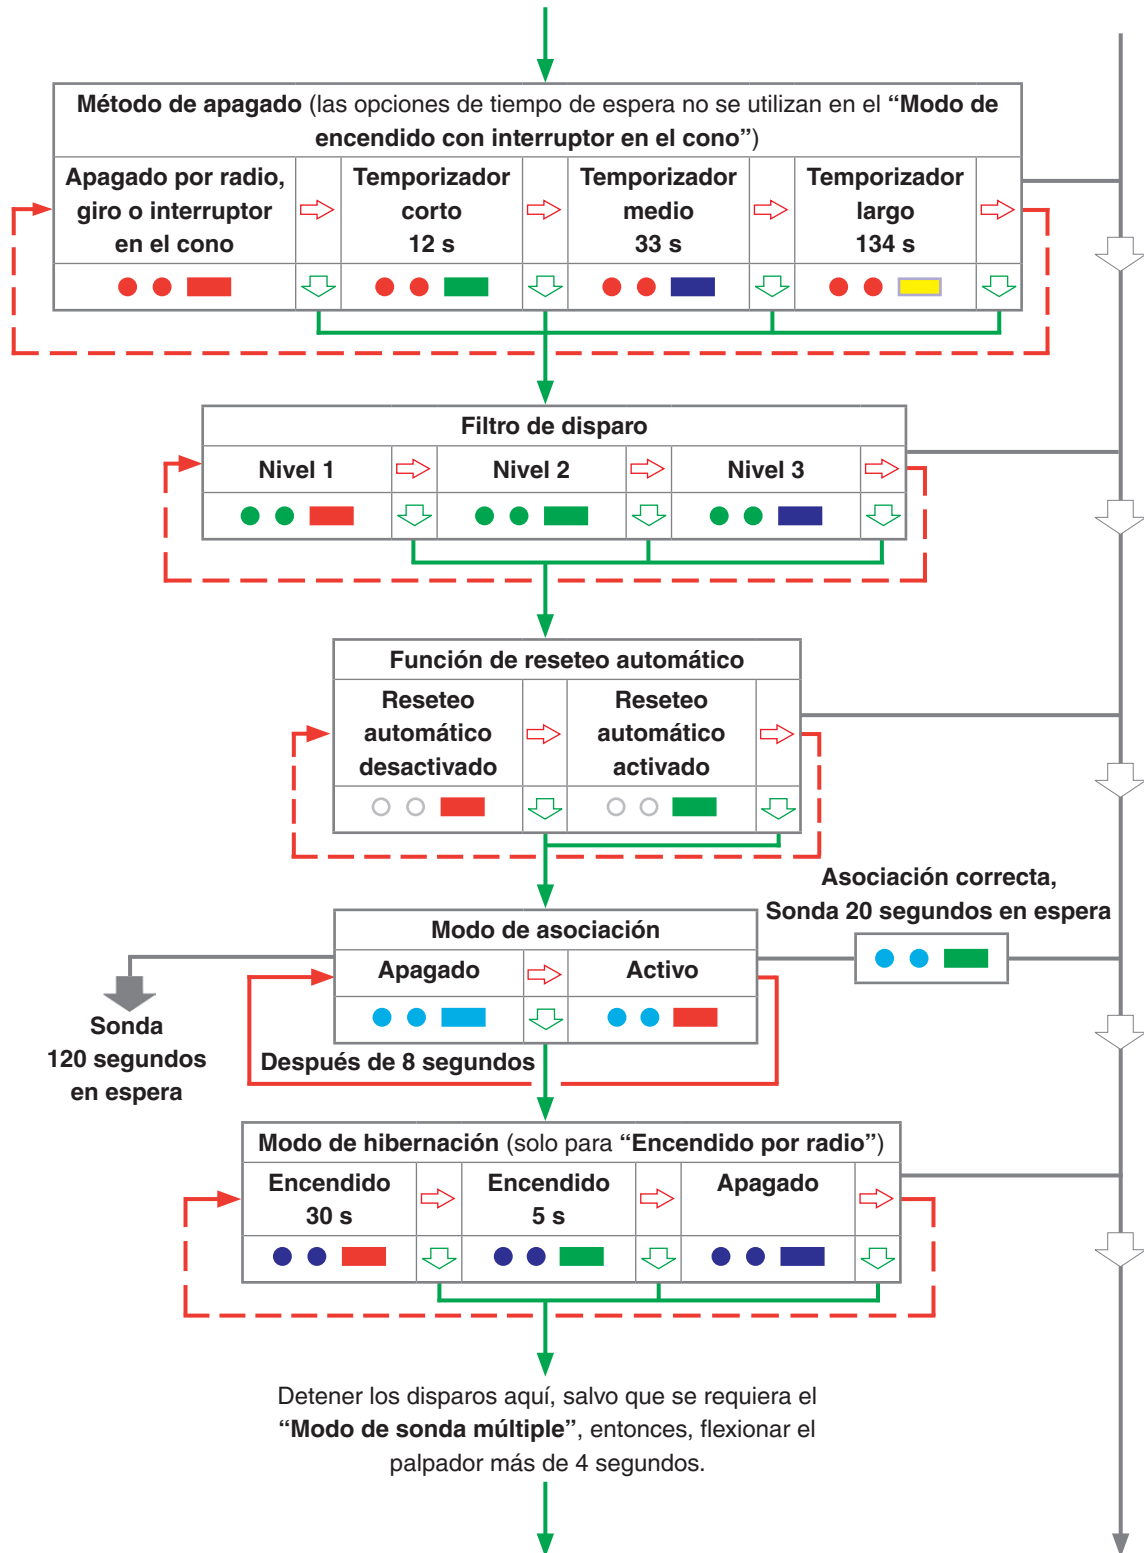 Método de apagado (las opciones de tiempo de espera no se utilizan en el “Modo de
encendido con interruptor en el cono”)
Apagado por radio,
giro o interruptor
en el cono
Temporizador
corto
12 s
Temporizador
medio
33 s
Temporizador
largo
134 s
Filtro de disparo
Nivel 1
Nivel 2
Nivel 3
Función de reseteo automático
Reseteo
automático
desactivado
Reseteo
automático
activado
Asociación correcta,
Sonda 20 segundos en espera
Modo de asociación
Apagado
Activo
Sonda
120 segundos
en espera
Después de 8 segundos
Modo de hibernación (solo para “Encendido por radio”)
Encendido
30 s
Encendido
5 s
Apagado
Detener los disparos aquí, salvo que se requiera el
“Modo de sonda múltiple”, entonces, flexionar el
palpador más de 4 segundos.